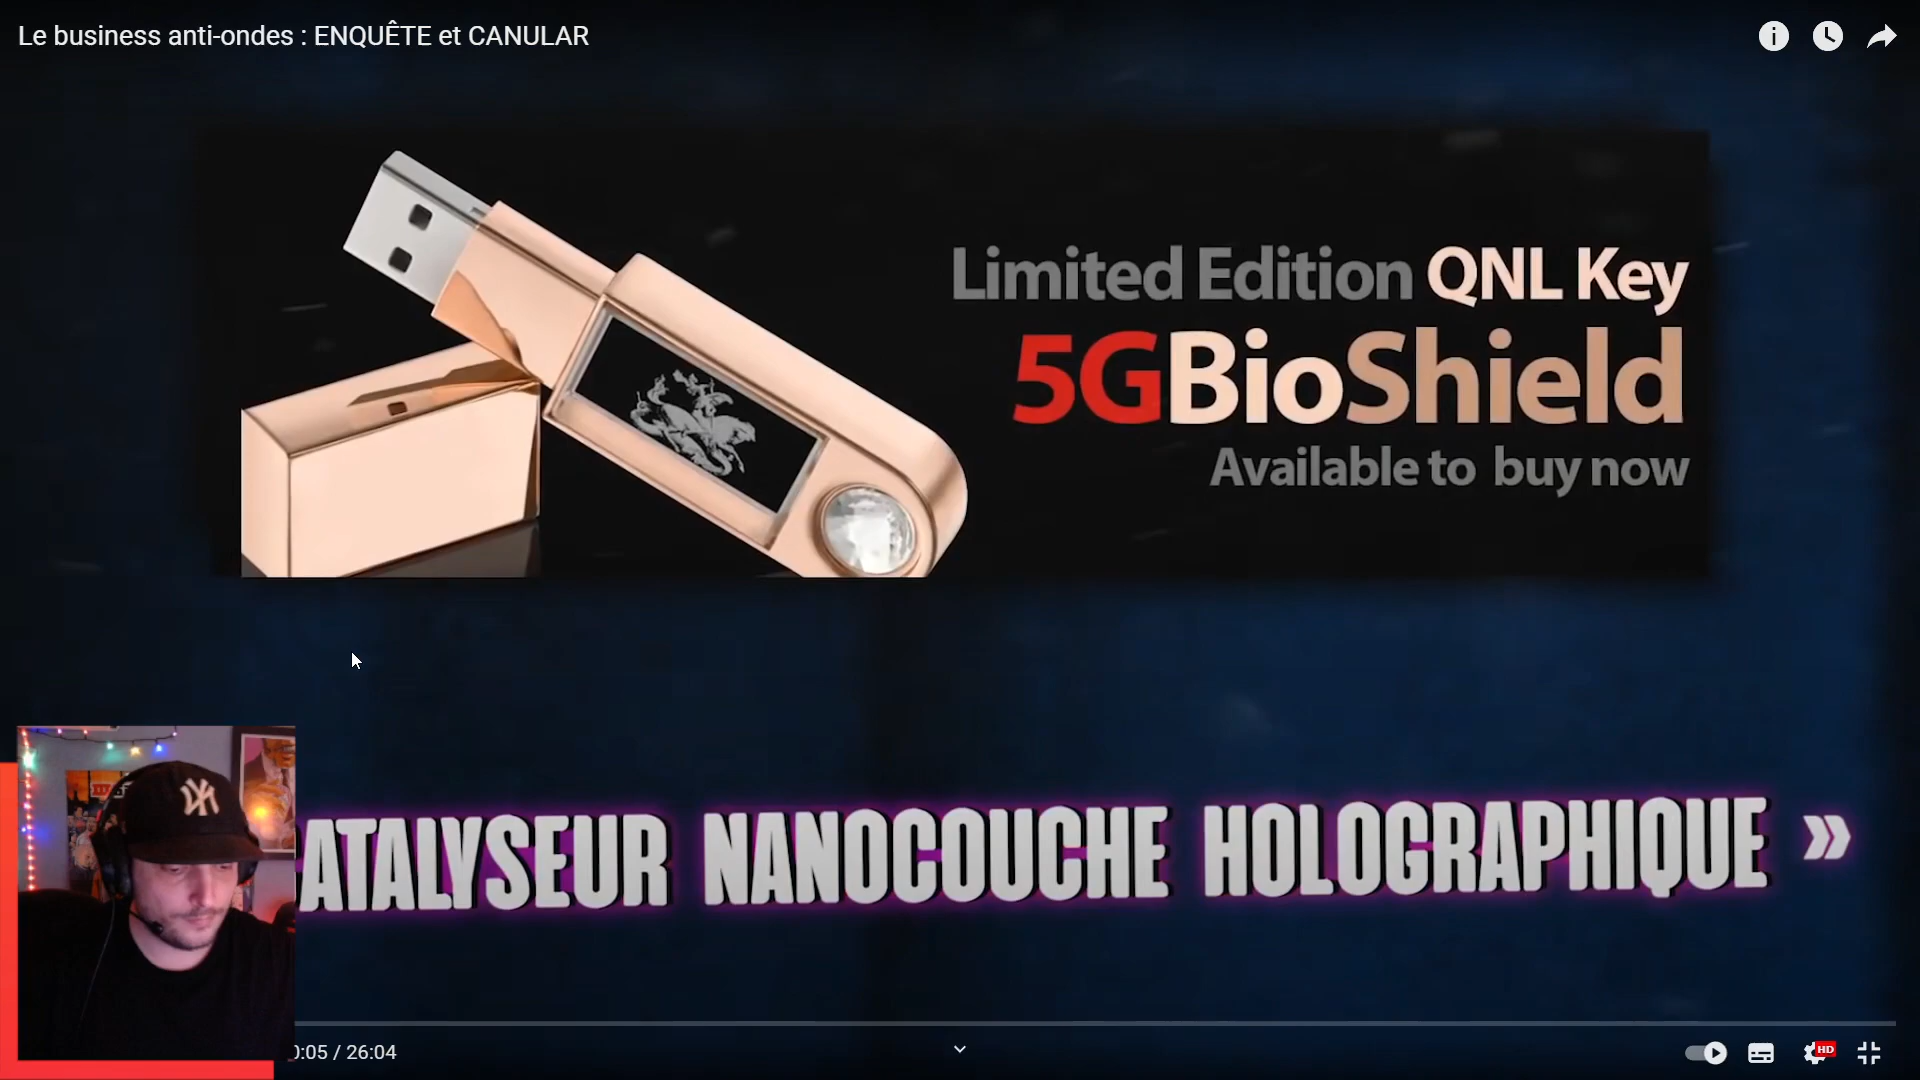 Le business anti-ondes : ENQUÊTE et CANULAR
Limited Edition QNL Key
5GBioShield
Available to buy now
ATALYSEUR NANOCOUCHE HOLOGRAPHIQUE »
0:05 / 26:04
HD